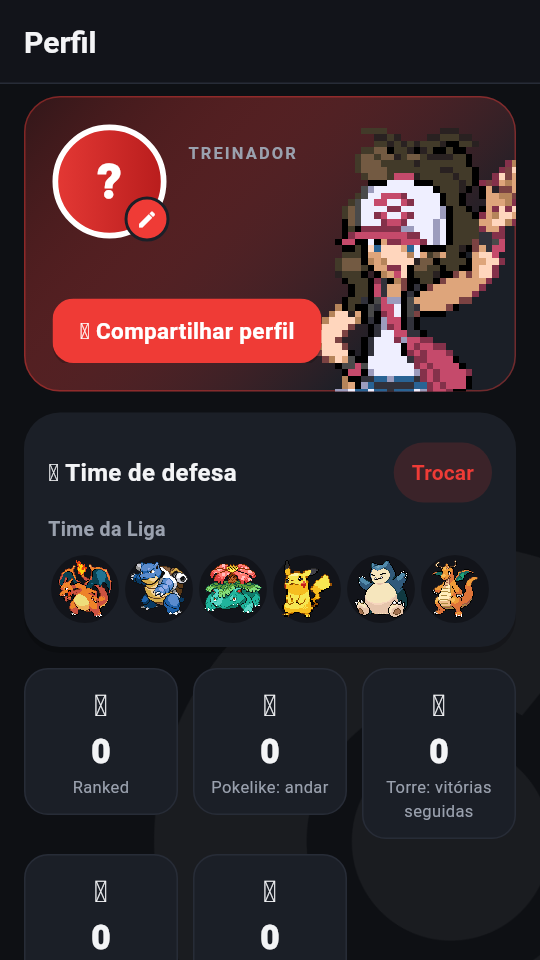 Perfil
TREINADOR
?
Compartilhar perfil
Time de defesa
Trocar
Time da Liga
0
Ranked
0
Pokelike: andar
0
Torre: vitórias
seguidas
0
0